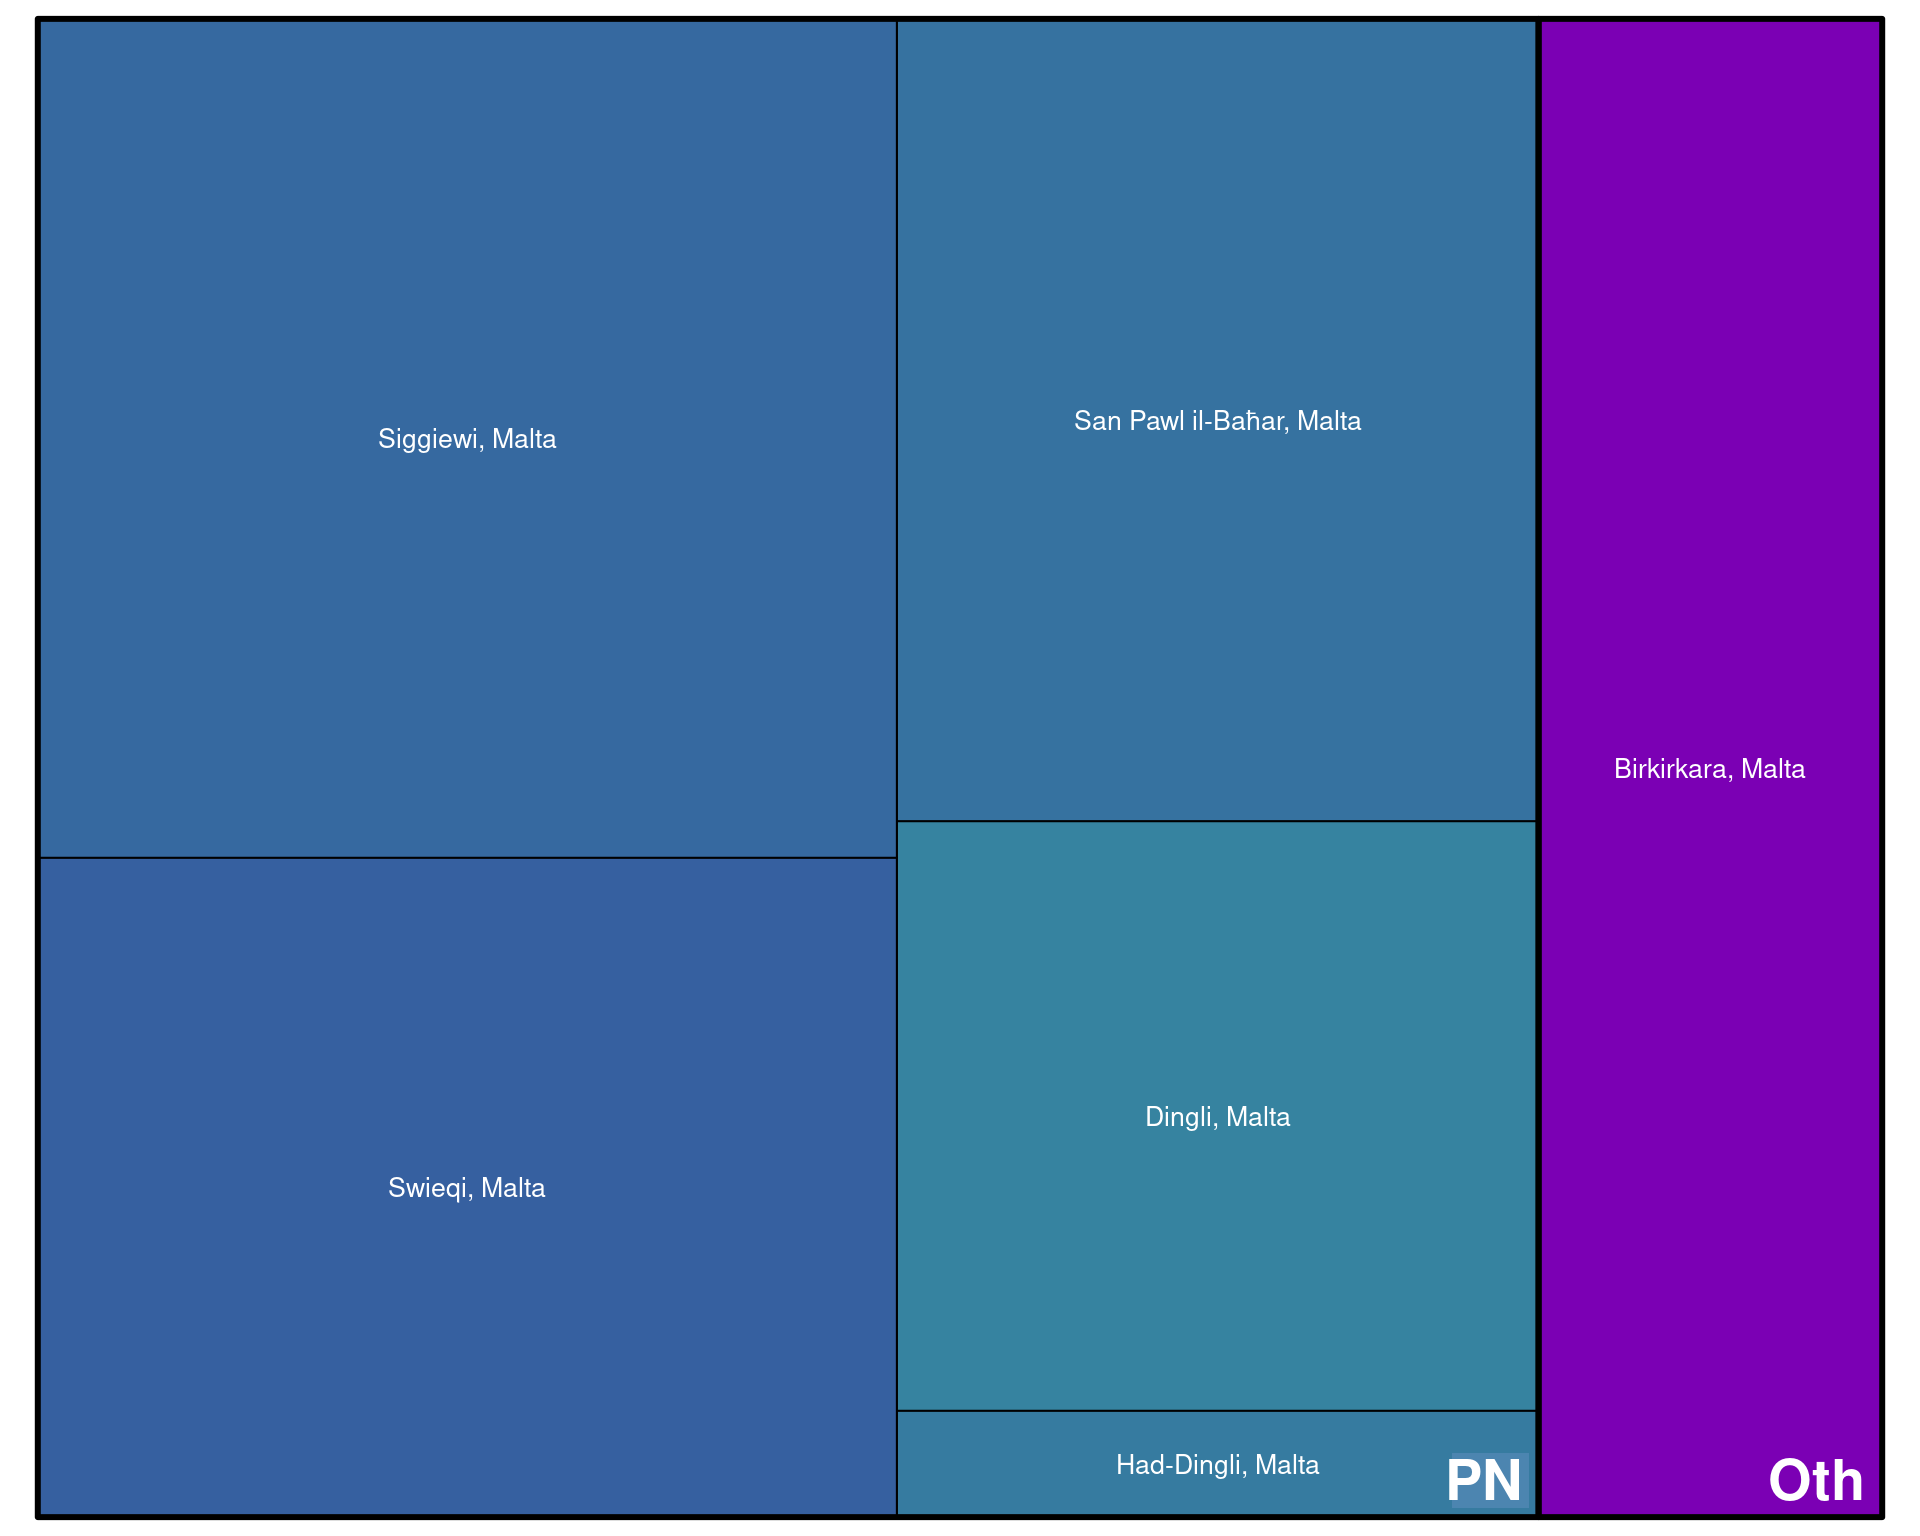 Siggiewi, Malta
San Pawl il-Baħar, Malta
Birkirkara, Malta
Swieqi, Malta
Dingli, Malta
Had-Dingli, Malta
PN
Oth